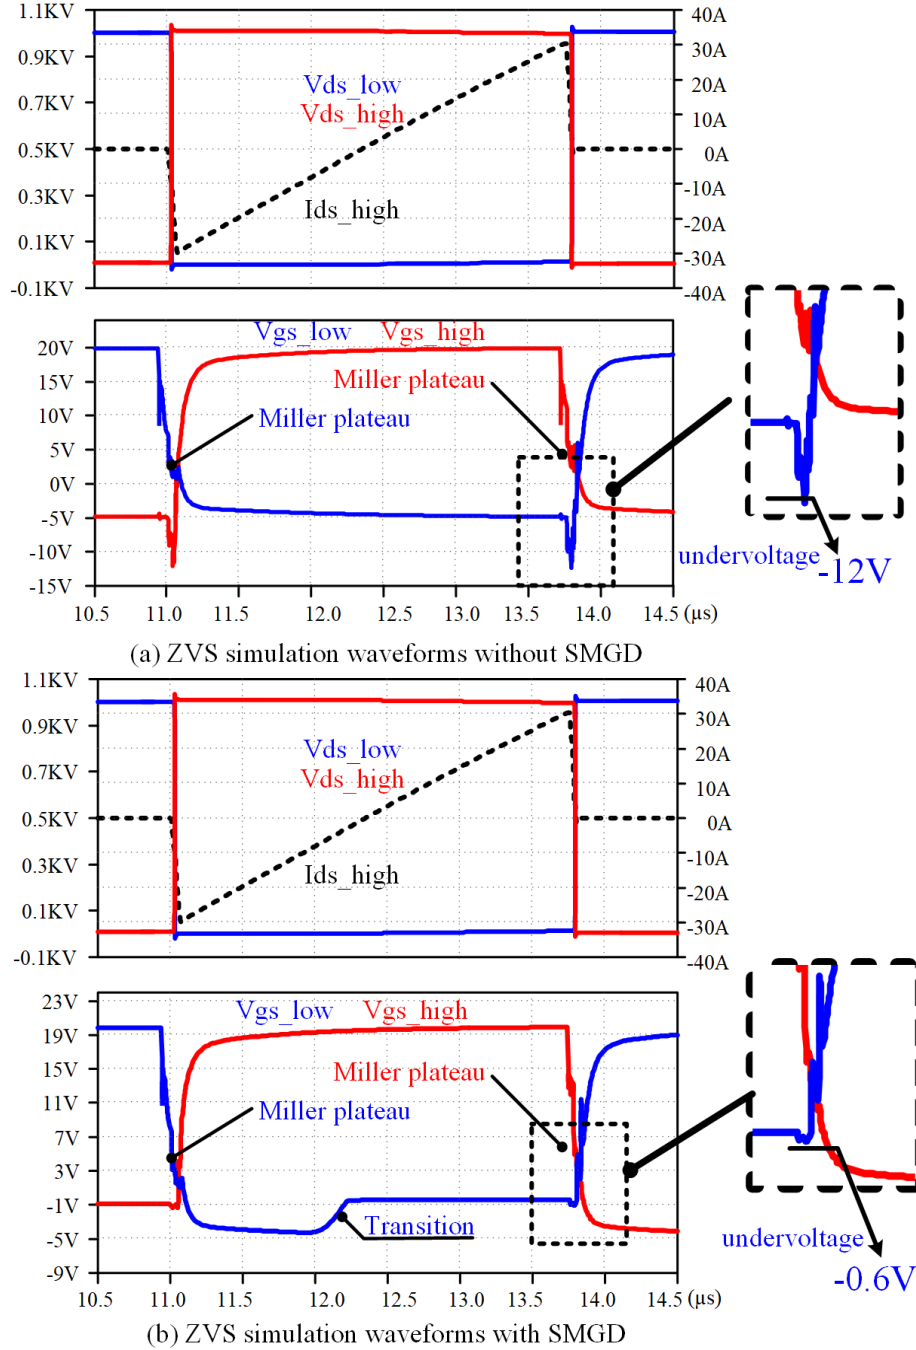 1.1KV
0.9KV
0.7KV
0.5KV
0.3KV
0.1KV
-0.1KV
40A
30A
20A
10A
0A
-10A
-20A
-30A
-40A
Vds_low
Vds_high
Ids_high
20V
15V
10V
5V
0V
-5V
-10V
-15V
Vgs_low Vgs_high
Miller plateau
Miller plateau
undervoltage
-12V
10.5 11.0 11.5 12.0 12.5 13.0 13.5 14.0 14.5 (μs)
(a) ZVS simulation waveforms without SMGD
1.1KV
0.9KV
0.7KV
0.5KV
0.3KV
0.1KV
-0.1KV
40A
30A
20A
10A
0A
-10A
-20A
-30A
-40A
Vds_low
Vds_high
Ids_high
23V
19V
15V
11V
7V
3V
-1V
-5V
-9V
Vgs_low Vgs_high
Miller plateau
Miller plateau
Transition
undervoltage
-0.6V
10.5 11.0 11.5 12.0 12.5 13.0 13.5 14.0 14.5 (μs)
(b) ZVS simulation waveforms with SMGD